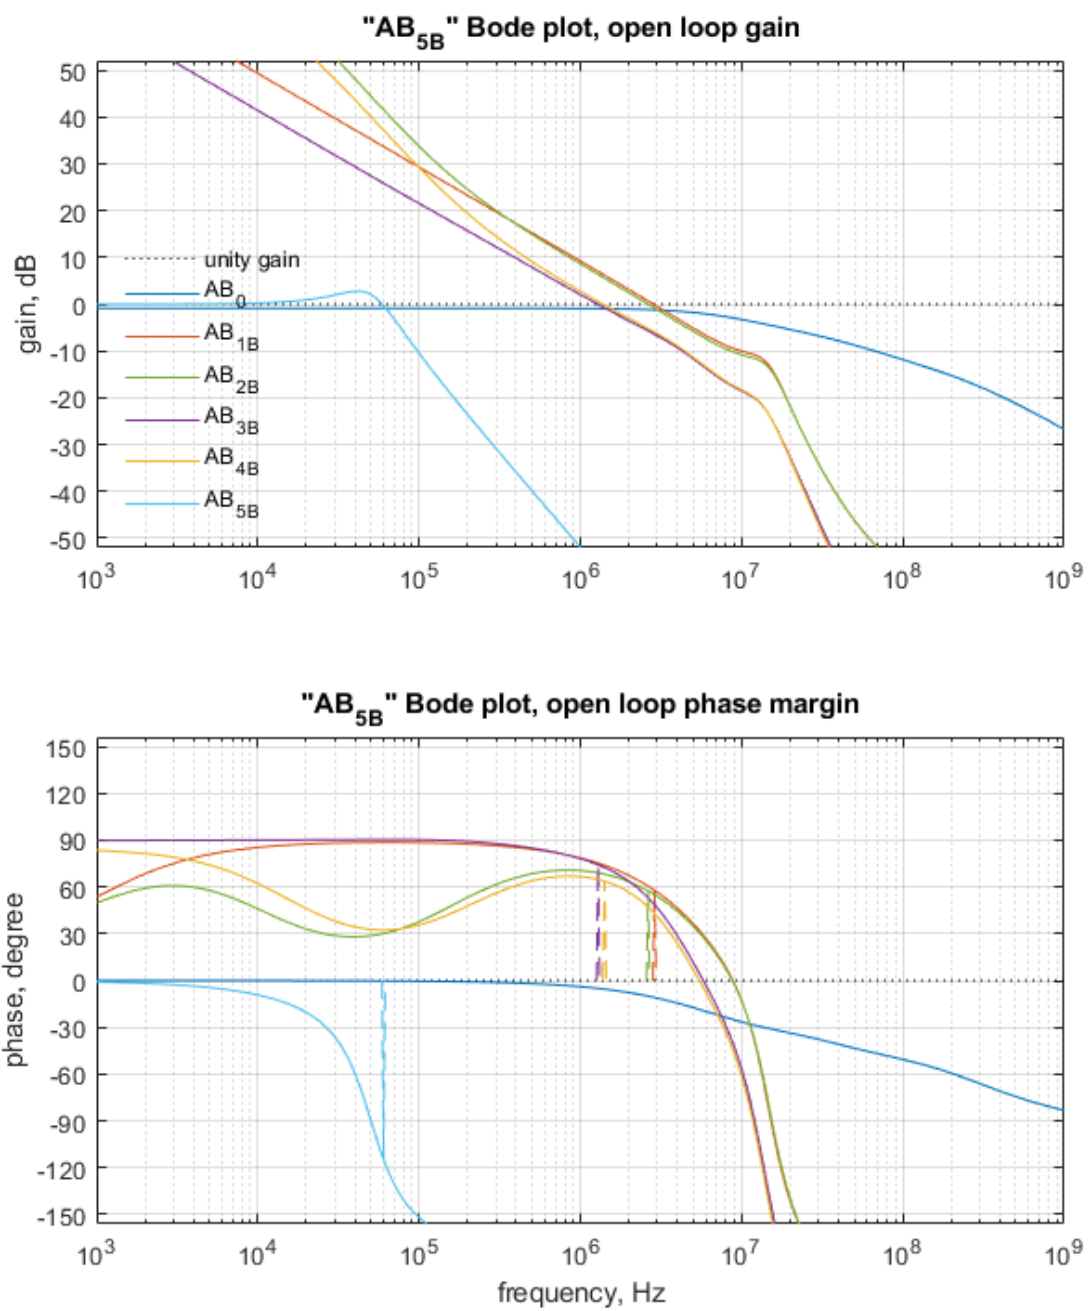 "AB5B" Bode plot, open loop gain
50
40
30
20
10
0
-10
-20
-30
-40
-50
gain, dB
unity gain
AB0
AB1B
AB2B
AB3B
AB4B
AB5B
10^3 10^4 10^5 10^6 10^7 10^8 10^9
"AB5B" Bode plot, open loop phase margin
150
120
90
60
30
0
-30
-60
-90
-120
-150
phase, degree
10^3 10^4 10^5 10^6 10^7 10^8 10^9
frequency, Hz